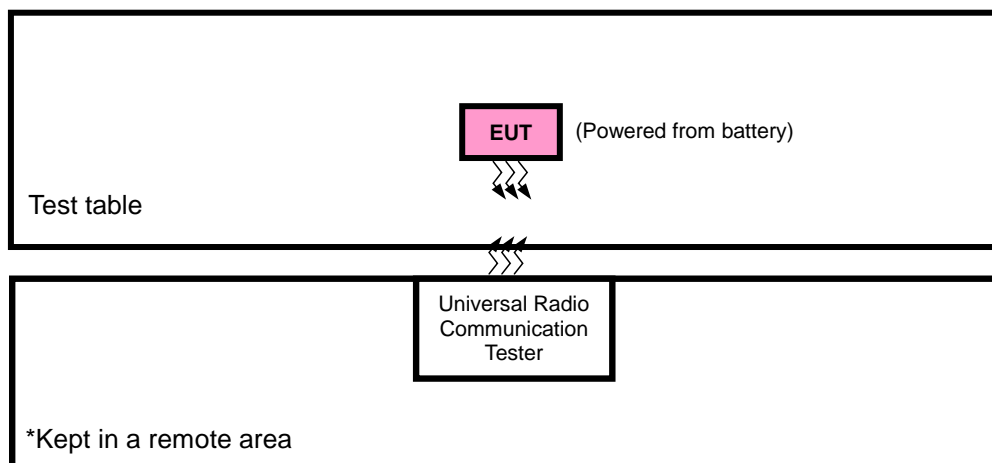 EUT
(Powered from battery)
Test table
Universal Radio
Communication
Tester
*Kept in a remote area